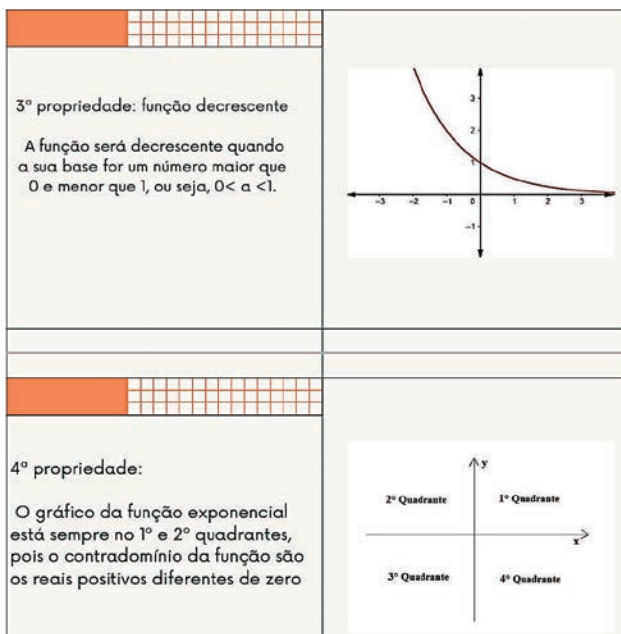 3ª propriedade: função decrescente
A função será decrescente quando
a sua base for um número maior que
0 e menor que 1, ou seja, 0< a <1.
3
2
1
-3
-2
-1
0
1
2
3
-1
4ª propriedade:
O gráfico da função exponencial
está sempre no 1º e 2º quadrantes,
pois o contradomínio da função são
os reais positivos diferentes de zero
y
2º Quadrante
1º Quadrante
x
3º Quadrante
4º Quadrante